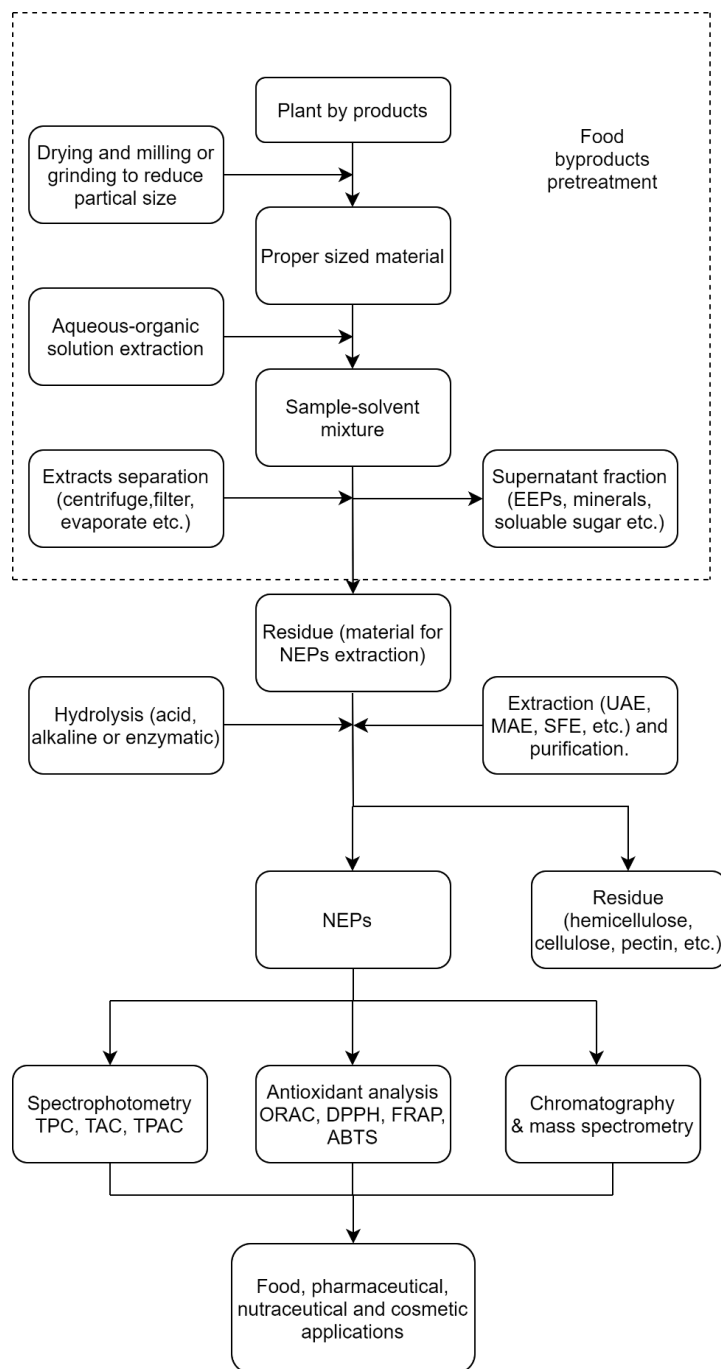 Plant by products
Food
byproducts
pretreatment
Drying and milling or
grinding to reduce
partical size
Proper sized material
Aqueous-organic
solution extraction
Sample-solvent
mixture
Extracts separation
(centrifuge,filter,
evaporate etc.)
Supernatant fraction
(EEPs, minerals,
soluable sugar etc.)
Residue (material for
NEPs extraction)
Hydrolysis (acid,
alkaline or enzymatic)
Extraction (UAE,
MAE, SFE, etc.) and
purification.
NEPs
Residue
(hemicellulose,
cellulose, pectin, etc.)
Spectrophotometry
TPC, TAC, TPAC
Antioxidant analysis
ORAC, DPPH, FRAP,
ABTS
Chromatography
& mass spectrometry
Food, pharmaceutical,
nutraceutical and cosmetic
applications